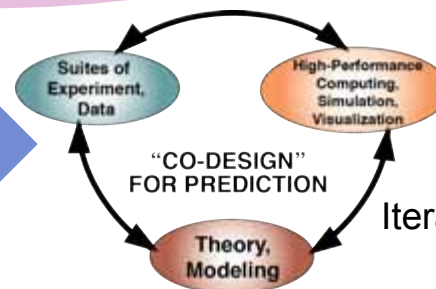 Suites of
Experiment,
Data
High-Performance
Computing,
Simulation,
Visualization
"CO-DESIGN"
FOR PREDICTION
Theory,
Modeling